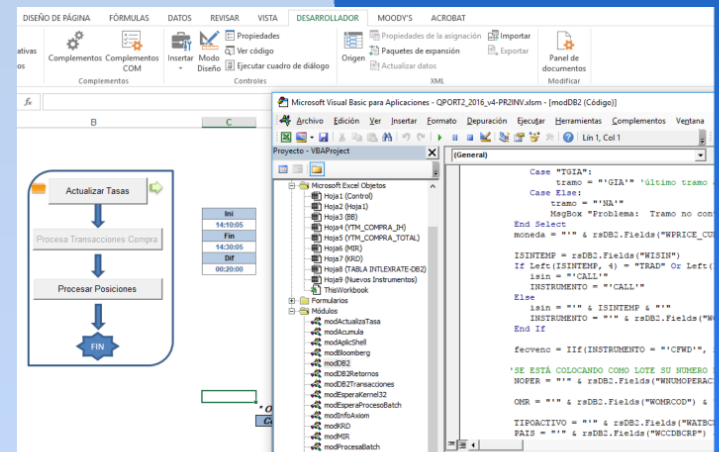 DISEÑO DE PÁGINA FÓRMULAS DATOS REVISAR VISTA DESARROLLADOR MOODY'S ACROBAT
Complementos Complementos COM
Complementos
Insertar Modo Diseño
Propiedades
Ver código
Ejecutar cuadro de diálogo
Controles
Origen
Propiedades de la asignación
Paquetes de expansión
Actualizar datos
Importar
Exportar
XML
Panel de documentos
Modificar
fx
B C
Actualizar Tasas
Procesa Transacciones Compra
Procesar Posiciones
FIN
Ini
14:10:05
Fin
14:30:05
Dif
00:20:00
Microsoft Visual Basic para Aplicaciones - QPORT2_2016_v4-PR2INV.xlsm - [modDB2 (Código)]
Archivo Edición Ver Insertar Formato Depuración Ejecutar Herramientas Complementos Ventana
Lín 1, Col 1
Proyecto - VBAProject
Microsoft Excel Objetos
Hoja1 (Control)
Hoja2 (Hoja1)
Hoja3 (BB)
Hoja4 (YTM_COMPRA_IH)
Hoja5 (YTM_COMPRA_TOTAL)
Hoja6 (MIR)
Hoja7 (KRD)
Hoja8 (TABLA INTLEXRATE-DB2)
Hoja9 (Nuevos Instrumentos)
ThisWorkbook
Formularios
Módulos
modActualizaTasa
modAcumula
modAplicShell
modBloomberg
modDB2
modDB2Retornos
modDB2Transacciones
modEsperaKernel32
modEsperaProcesoBatch
modInfoAxiom
modKRD
modMIR
modProcesaBatch
(General)
Case "TGIA":
tramo = "'GIA'" 'último tramo
Case Else:
tramo = "'NA'"
MsgBox "Problema: Tramo no con
End Select
moneda = "'" & rsDB2.Fields("WPRICE_CU
ISINTEMP = rsDB2.Fields("WISIN")
If Left(ISINTEMP, 4) = "TRAD" Or Left(
isin = "'CALL'"
INSTRUMENTO = "'CALL'"
Else
isin = "'" & ISINTEMP & "'"
INSTRUMENTO = "'" & rsDB2.Fields("W
End If
fecvenc = IIf(INSTRUMENTO = "'CFWD'",
'SE ESTÁ COLOCANDO COMO LOTE SU NUMERO
NOPER = "'" & rsDB2.Fields("WNUMOPERAC
OMR = "'" & rsDB2.Fields("WOMRCOD") &
TIPOACTIVO = "'" & rsDB2.Fields("WATBC
PAIS = "'" & rsDB2.Fields("WCCDBCRP")